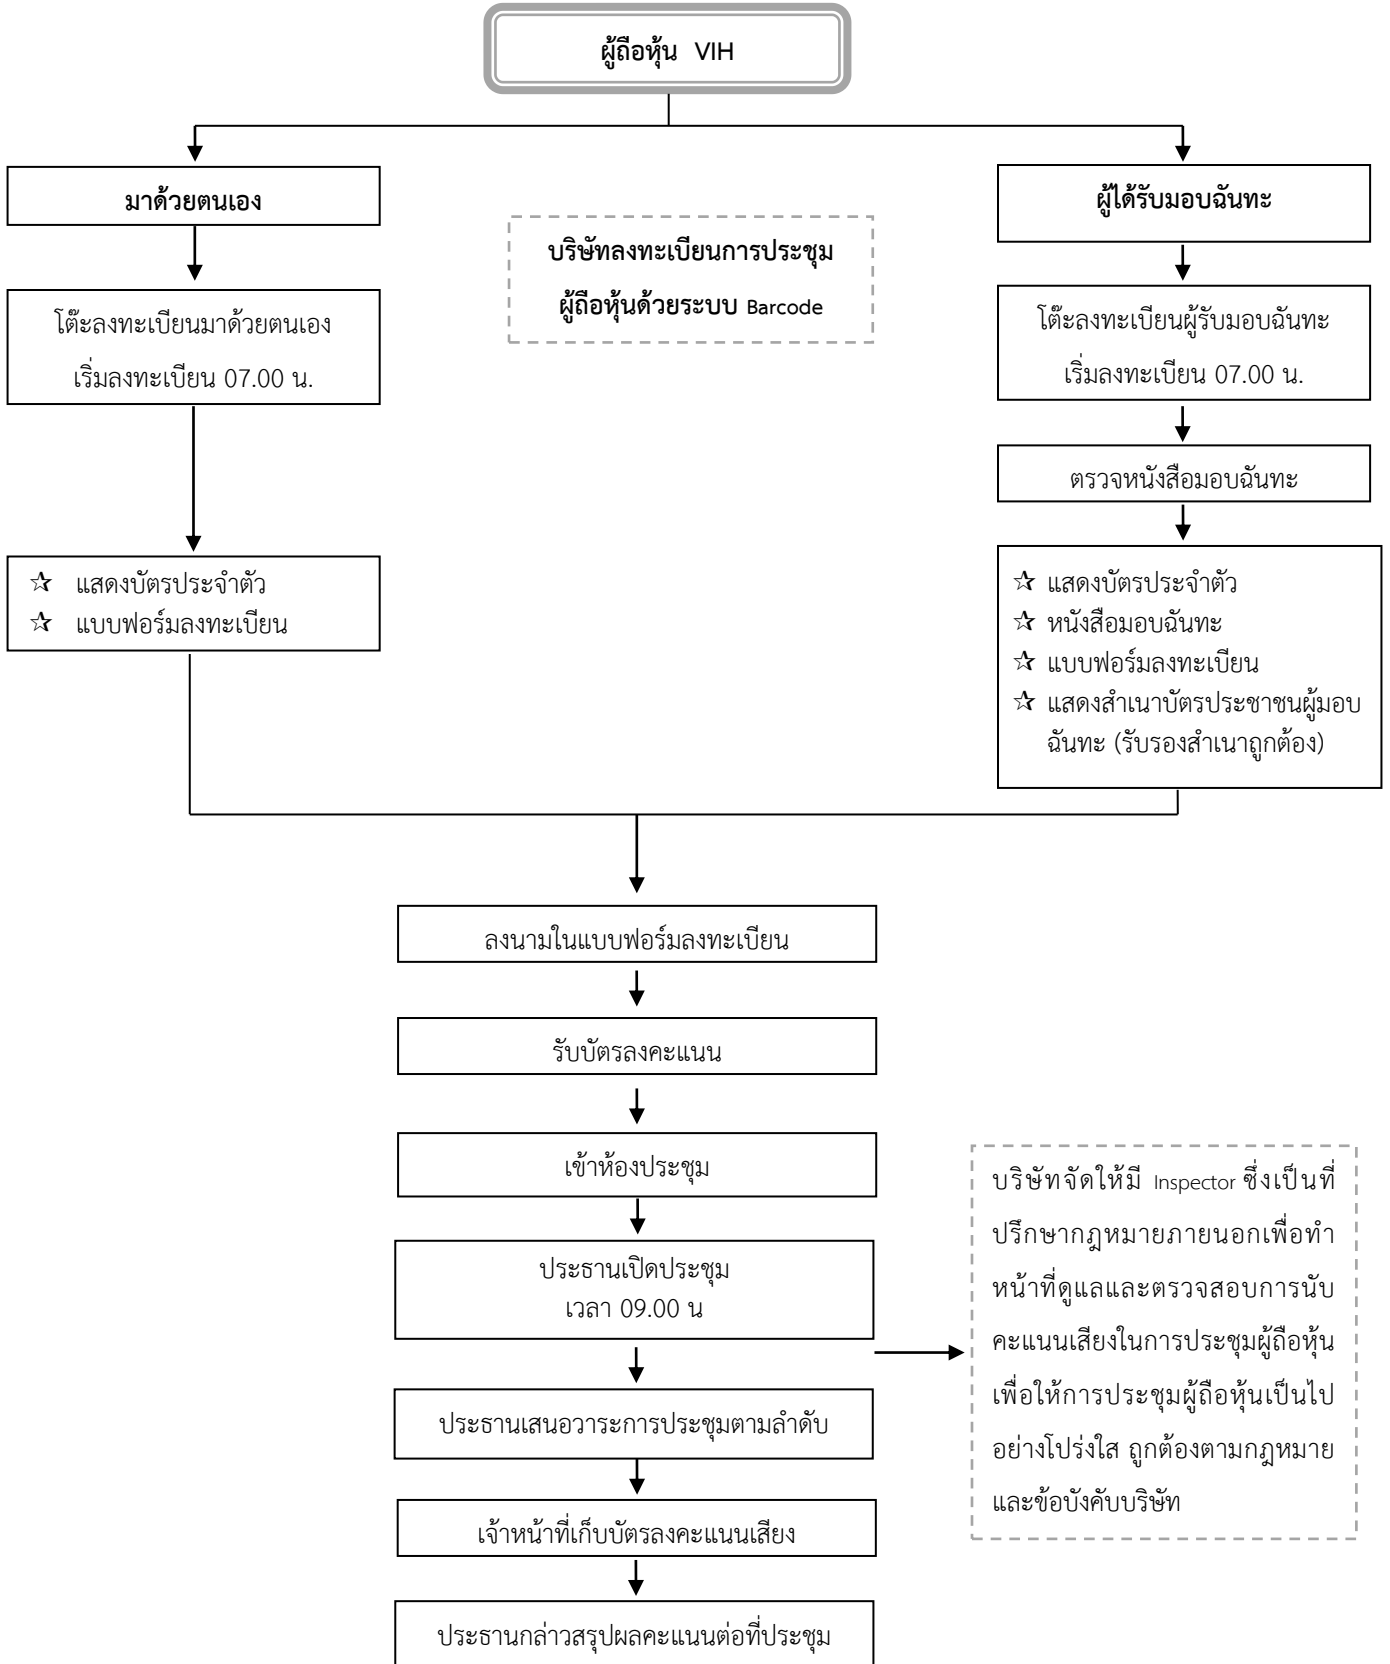 ผู้ถือหุ้น VIH
มาด้วยตนเอง
โต๊ะลงทะเบียนมาด้วยตนเอง
เริ่มลงทะเบียน 07.00 น.
☆ แสดงบัตรประจำตัว
☆ แบบฟอร์มลงทะเบียน
บริษัทลงทะเบียนการประชุม
ผู้ถือหุ้นด้วยระบบ Barcode
ผู้ได้รับมอบฉันทะ
โต๊ะลงทะเบียนผู้รับมอบฉันทะ
เริ่มลงทะเบียน 07.00 น.
ตรวจหนังสือมอบฉันทะ
☆ แสดงบัตรประจำตัว
☆ หนังสือมอบฉันทะ
☆ แบบฟอร์มลงทะเบียน
☆ แสดงสำเนาบัตรประชาชนผู้มอบ
ฉันทะ (รับรองสำเนาถูกต้อง)
ลงนามในแบบฟอร์มลงทะเบียน
รับบัตรลงคะแนน
เข้าห้องประชุม
ประธานเปิดประชุม
เวลา 09.00 น
ประธานเสนอวาระการประชุมตามลำดับ
เจ้าหน้าที่เก็บบัตรลงคะแนนเสียง
ประธานกล่าวสรุปผลคะแนนต่อที่ประชุม
บริษัทจัดให้มี Inspector ซึ่งเป็นที่
ปรึกษากฎหมายภายนอกเพื่อทำ
หน้าที่ดูแลและตรวจสอบการนับ
คะแนนเสียงในการประชุมผู้ถือหุ้น
เพื่อให้การประชุมผู้ถือหุ้นเป็นไป
อย่างโปร่งใส ถูกต้องตามกฎหมาย
และข้อบังคับบริษัท